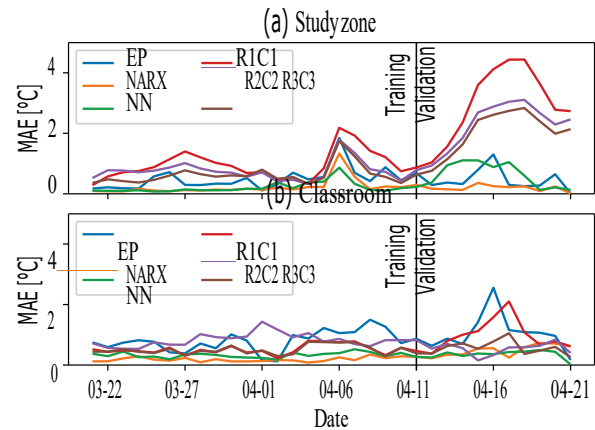 (a) Study zone
MAE [°C]
4
2
0
EP
NARX
NN
R1C1
R2C2 R3C3
Training
Validation
(b) Classroom
MAE [°C]
4
2
0
EP
NARX
NN
R1C1
R2C2 R3C3
Training
Validation
03-22 03-27 04-01 04-06 04-11 04-16 04-21
Date